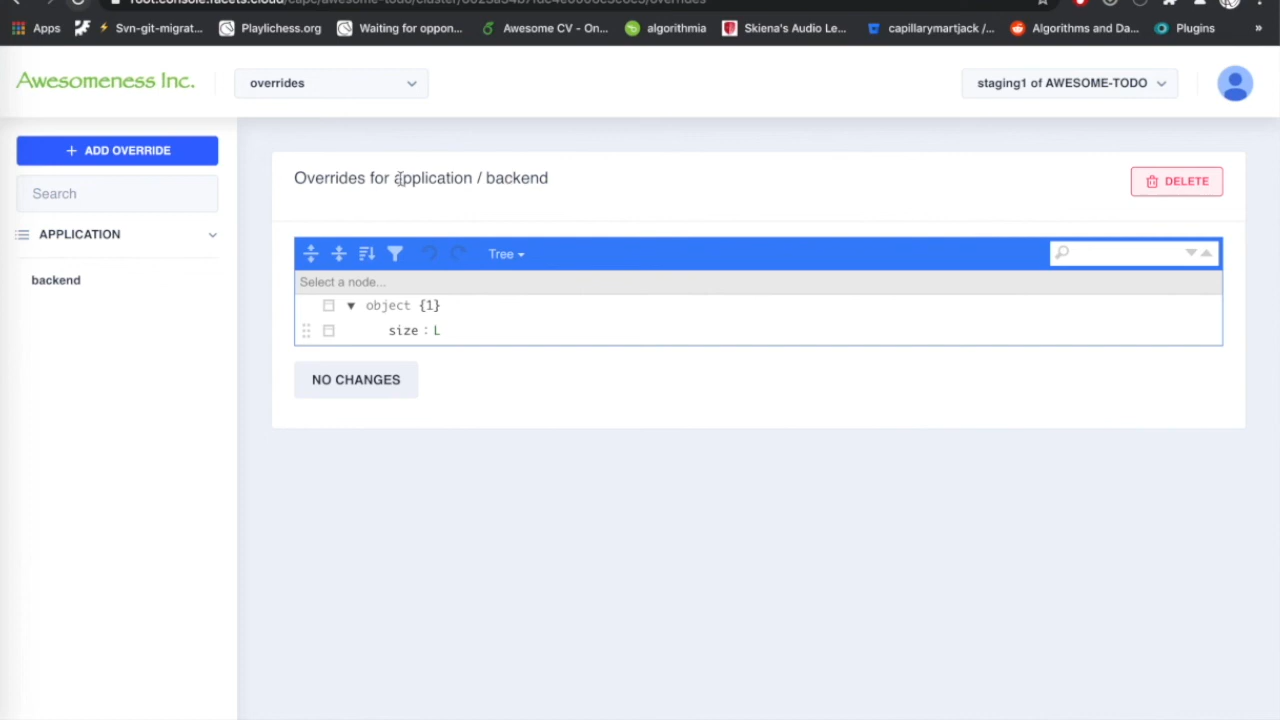 Apps
Svn-git-migrat...
Playlichess.org
Waiting for oppon...
Awesome CV - On...
algorithmia
Skiena's Audio Le...
capillarymartjack /...
Algorithms and Da...
Plugins
»
Awesomeness Inc.
overrides
staging1 of AWESOME-TODO
+ ADD OVERRIDE
Search
APPLICATION
backend
Overrides for application / backend
DELETE
Tree
Select a node...
object {1}
size : L
NO CHANGES